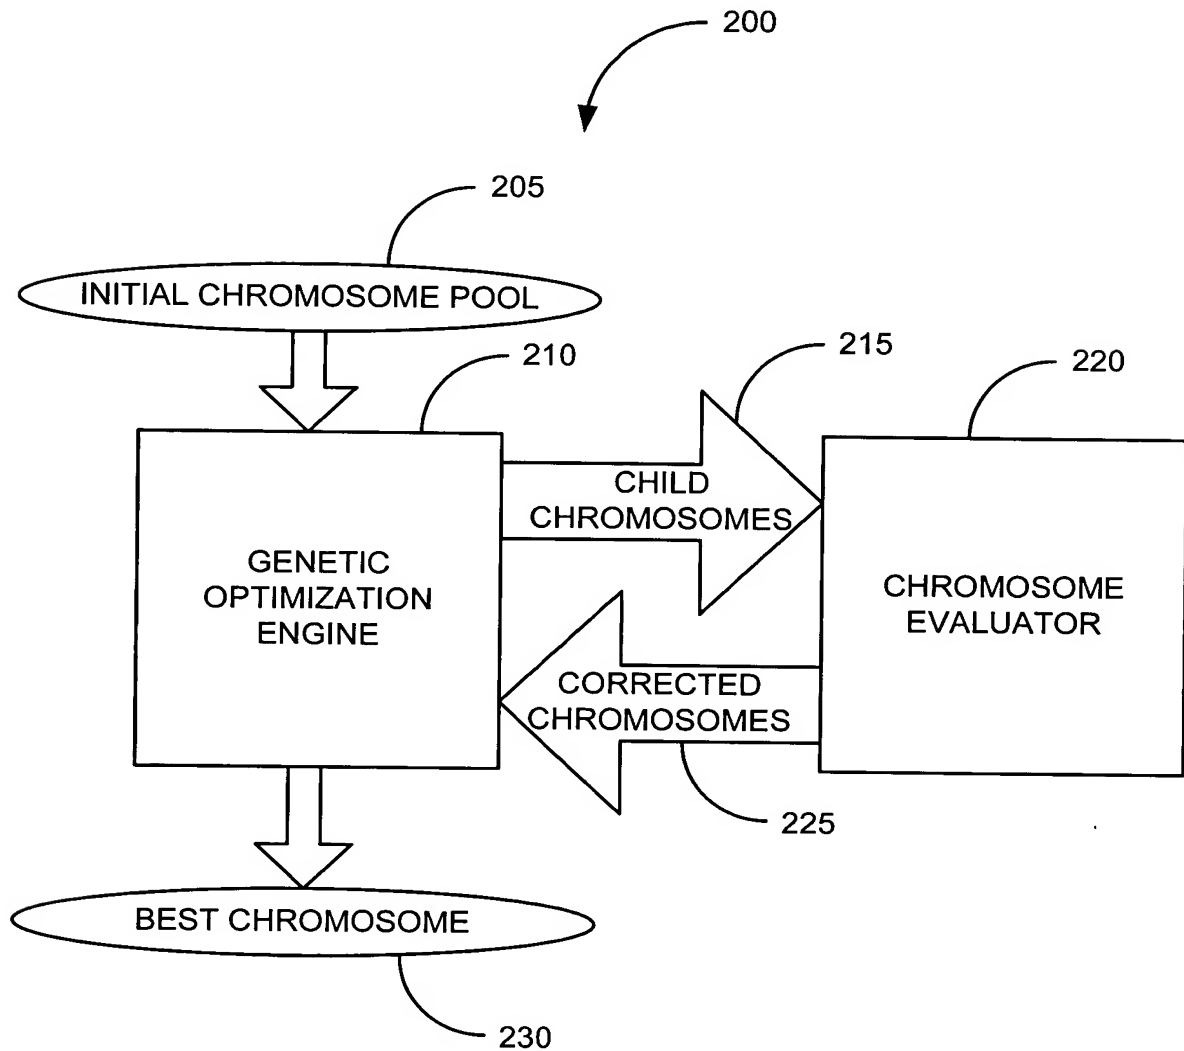 200
205
INITIAL CHROMOSOME POOL
210
215
220
CHILD
CHROMOSOMES
GENETIC
OPTIMIZATION
ENGINE
CHROMOSOME
EVALUATOR
CORRECTED
CHROMOSOMES
225
BEST CHROMOSOME
230